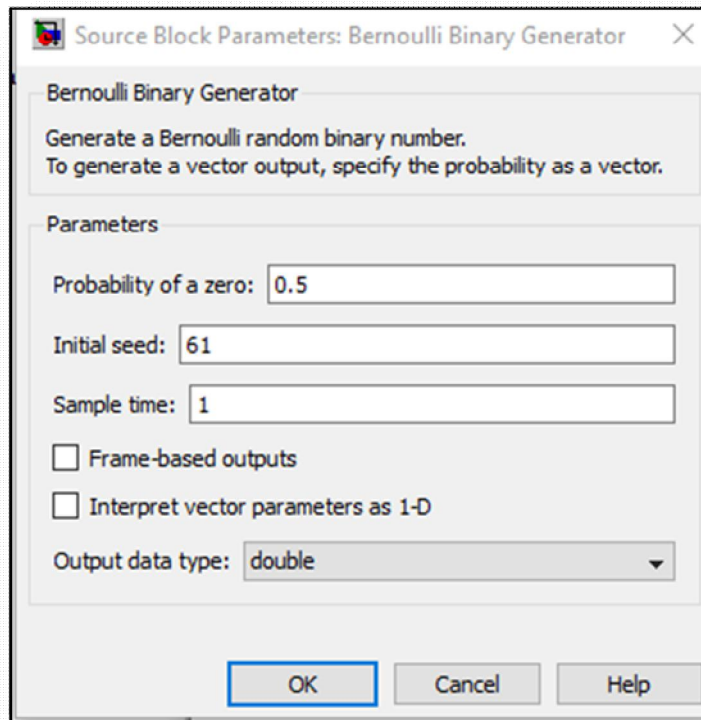 Source Block Parameters: Bernoulli Binary Generator
Bernoulli Binary Generator
Generate a Bernoulli random binary number.
To generate a vector output, specify the probability as a vector.
Parameters
Probability of a zero: 0.5
Initial seed: 61
Sample time: 1
Frame-based outputs
Interpret vector parameters as 1-D
Output data type: double
OK Cancel Help